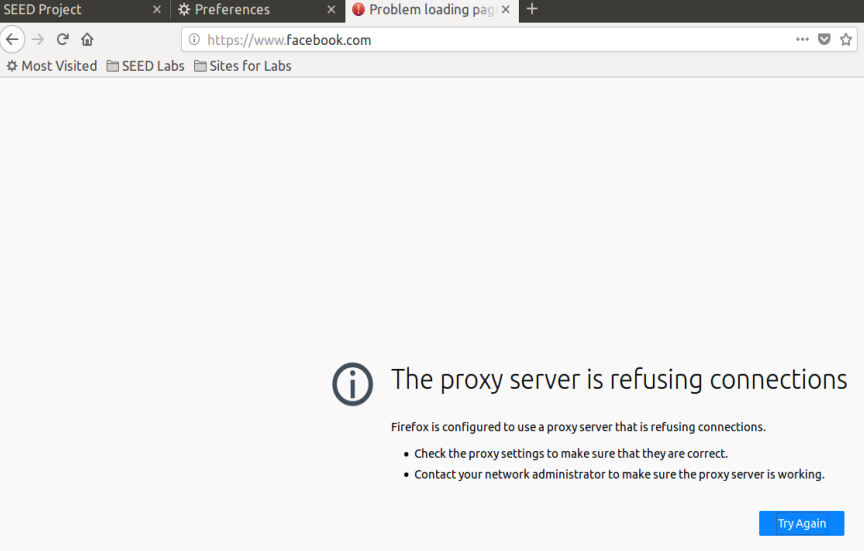 SEED Project
Preferences
Problem loading pag
https://www.facebook.com
Most Visited SEED Labs Sites for Labs
The proxy server is refusing connections
Firefox is configured to use a proxy server that is refusing connections.
Check the proxy settings to make sure that they are correct.
Contact your network administrator to make sure the proxy server is working.
Try Again